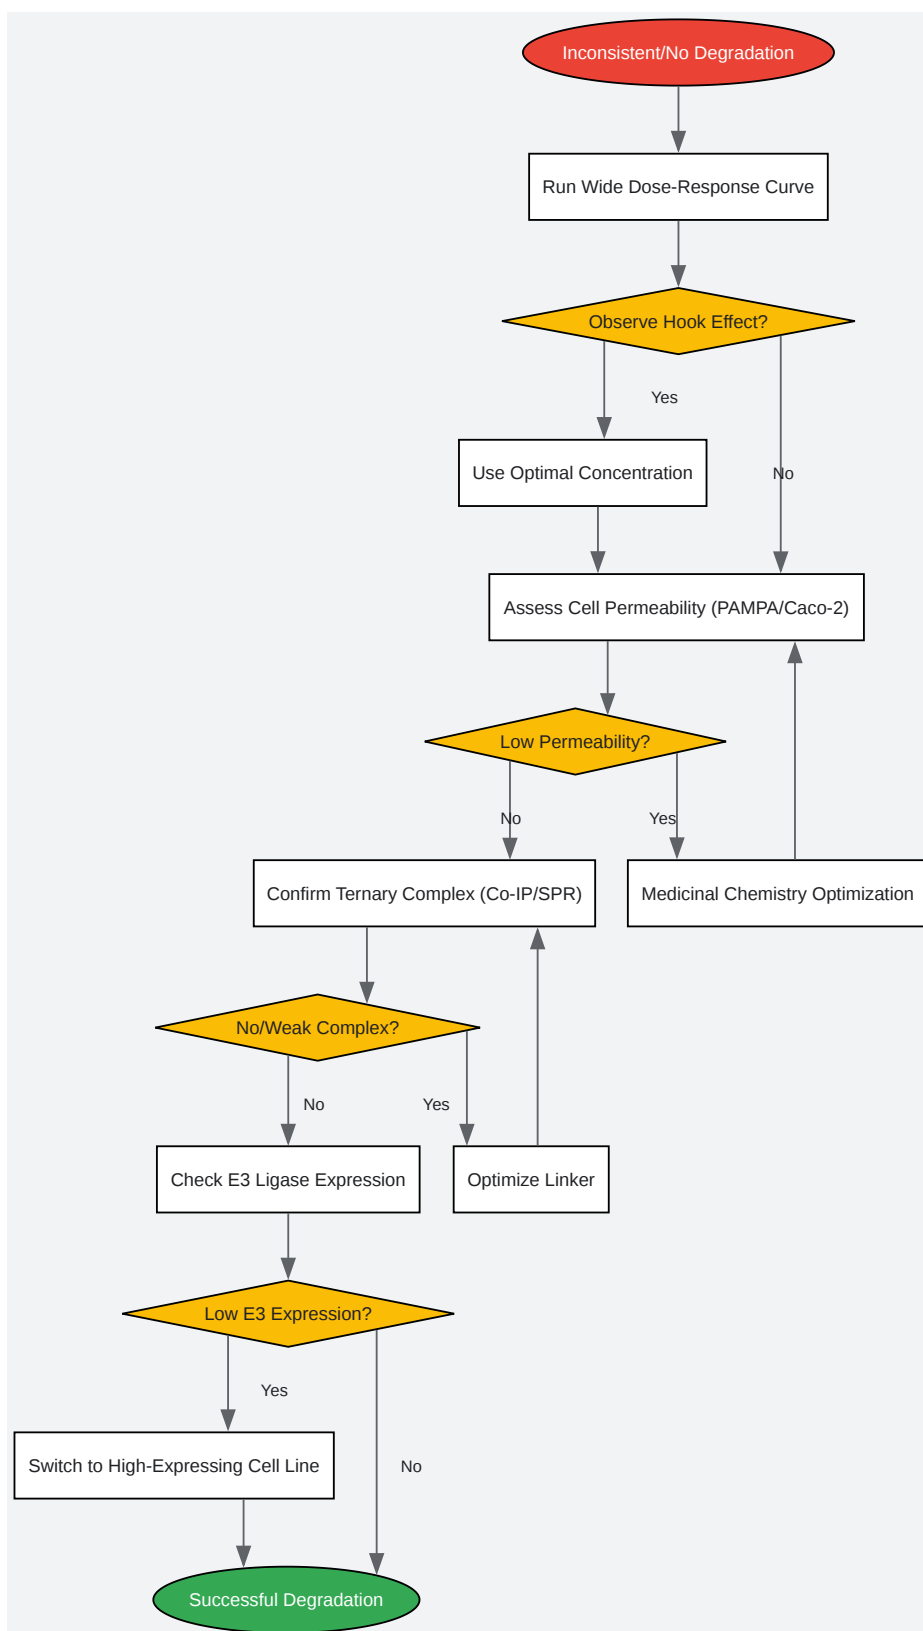 Inconsistent/No Degradation
Run Wide Dose-Response Curve
Observe Hook Effect?
Yes
Use Optimal Concentration
No
Assess Cell Permeability (PAMPA/Caco-2)
Low Permeability?
No
Yes
Confirm Ternary Complex (Co-IP/SPR)
Medicinal Chemistry Optimization
No/Weak Complex?
No
Yes
Check E3 Ligase Expression
Optimize Linker
Low E3 Expression?
Yes
Switch to High-Expressing Cell Line
No
Successful Degradation